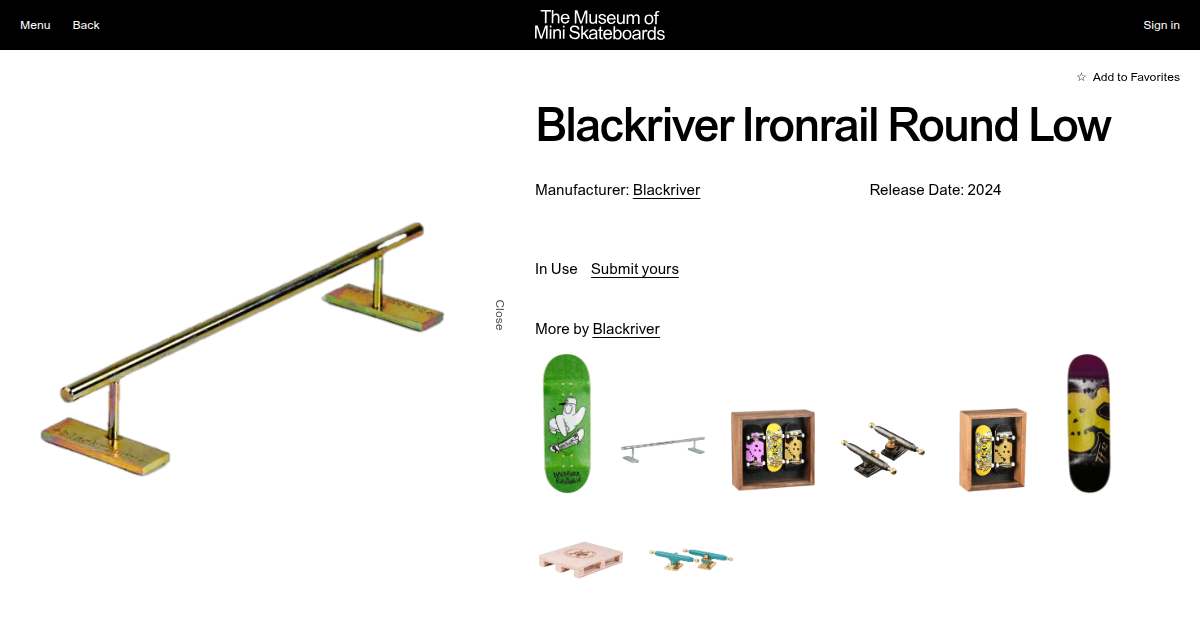 Menu
Back
The Museum of
Mini Skateboards
Sign in
☆ Add to Favorites
Blackriver Ironrail Round Low
Manufacturer: Blackriver
Release Date: 2024
In Use
Submit yours
Close
More by Blackriver